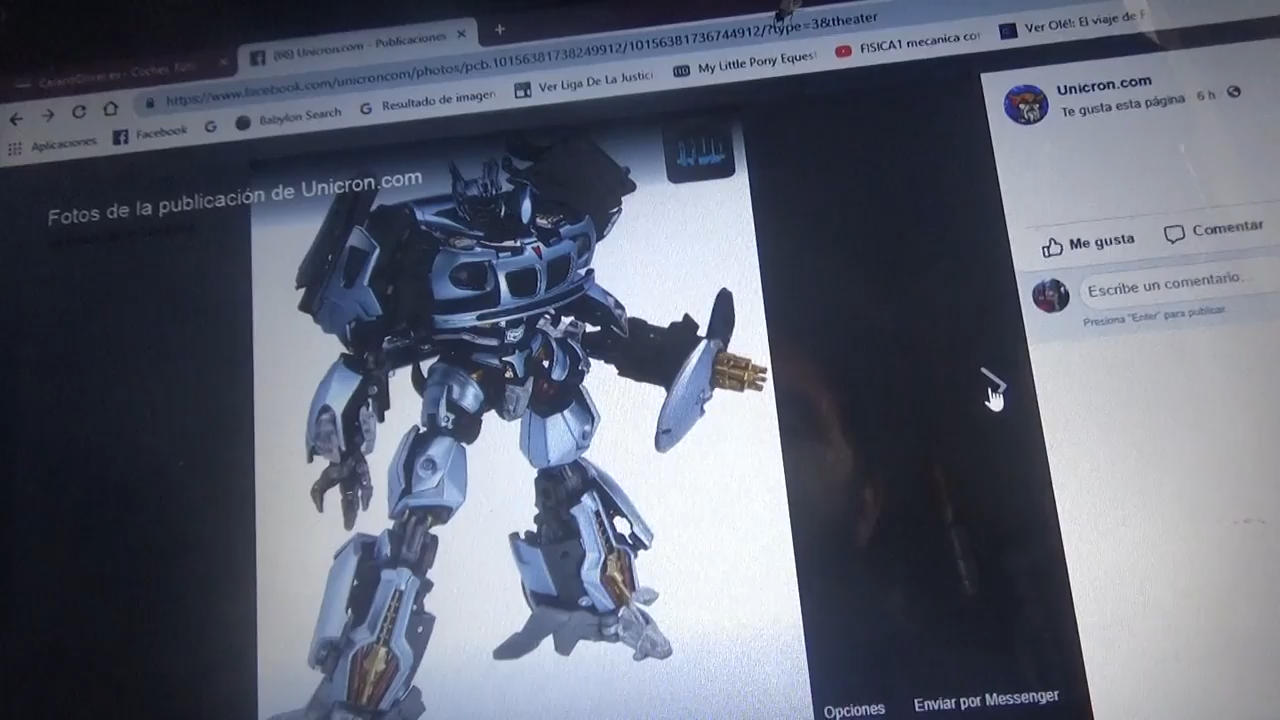 (66) Unicron.com - Publicaciones
https://www.facebook.com/unicroncom/photos/pcb.10156381738249912/10156381736744912/?type=3&theater
Aplicaciones Facebook Babylon Search Resultado de imagen Ver Liga De La Justici My Little Pony Eques FISICA1 mecanica co Ver Olé!: El viaje de F
Fotos de la publicación de Unicron.com
Unicron.com
Te gusta esta página 6 h
Me gusta Comentar
Escribe un comentario...
Presiona "Enter" para publicar.
Opciones Enviar por Messenger